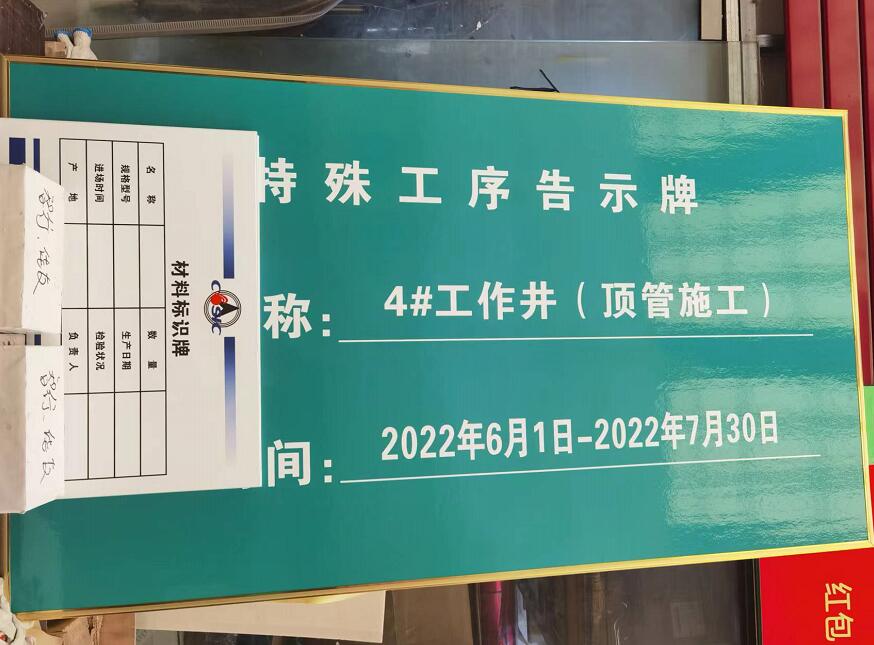 特殊工序告示牌
称：4#工作井（顶管施工）
间：2022年6月1日-2022年7月30日
材料标识牌
名称 数量
规格型号 生产日期
进场时间 检验状况
产地 负责人
红包